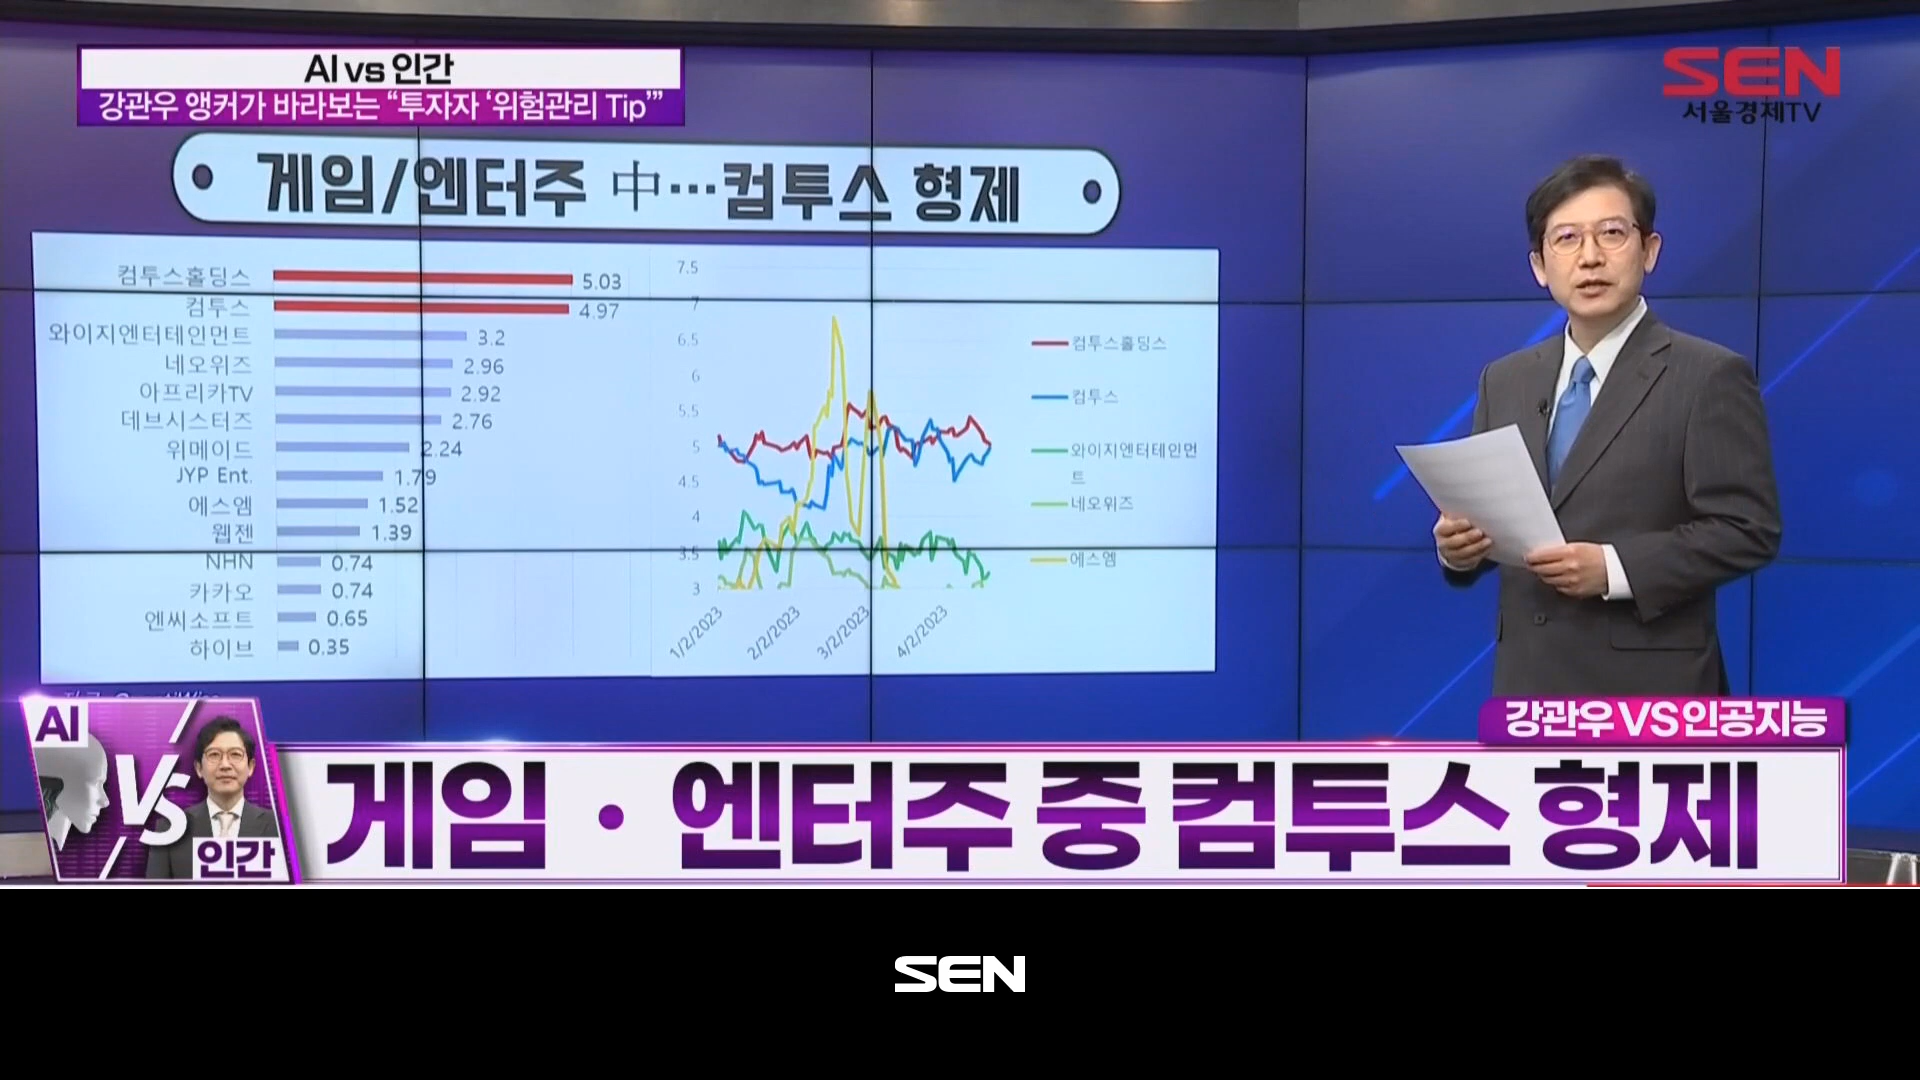 AI vs 인간
강관우 앵커가 바라보는 “투자자 ‘위험관리 Tip’”
SEN
서울경제TV
게임/엔터주 中…컴투스 형제
컴투스홀딩스 5.03
컴투스 4.97
와이지엔터테인먼트 3.2
네오위즈 2.96
아프리카TV 2.92
데브시스터즈 2.76
위메이드 2.24
JYP Ent. 1.79
에스엠 1.52
웹젠 1.39
NHN 0.74
카카오 0.74
엔씨소프트 0.65
하이브 0.35
7.5
7
6.5
6
5.5
5
4.5
4
3.5
3
1/2/2023
2/2/2023
3/2/2023
4/2/2023
컴투스홀딩스
컴투스
와이지엔터테인먼
트
네오위즈
에스엠
강관우 VS 인공지능
AI
VS
인간
게임・엔터주 중 컴투스 형제
SEN